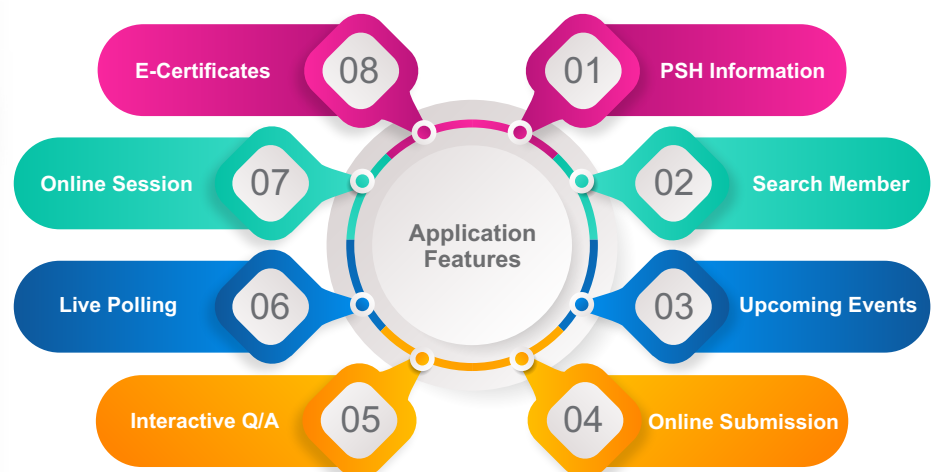 08
E-Certificates
01
PSH Information
07
Online Session
02
Search Member
Application
Features
06
Live Polling
03
Upcoming Events
05
Interactive Q/A
04
Online Submission